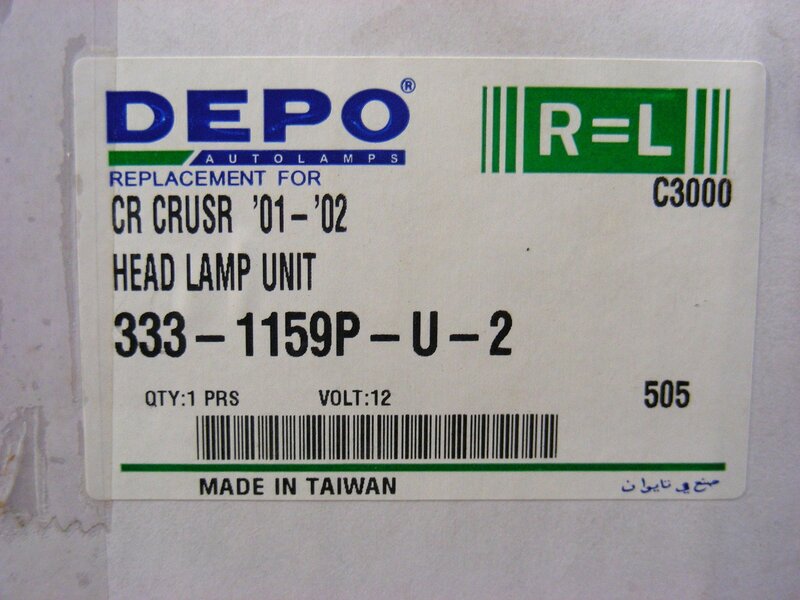 DEPO®
AUTOLAMPS
R=L
REPLACEMENT FOR
C3000
CR CRUSR '01-'02
HEAD LAMP UNIT
333-1159P-U-2
QTY:1 PRS VOLT:12 505
MADE IN TAIWAN صنع في تايوان